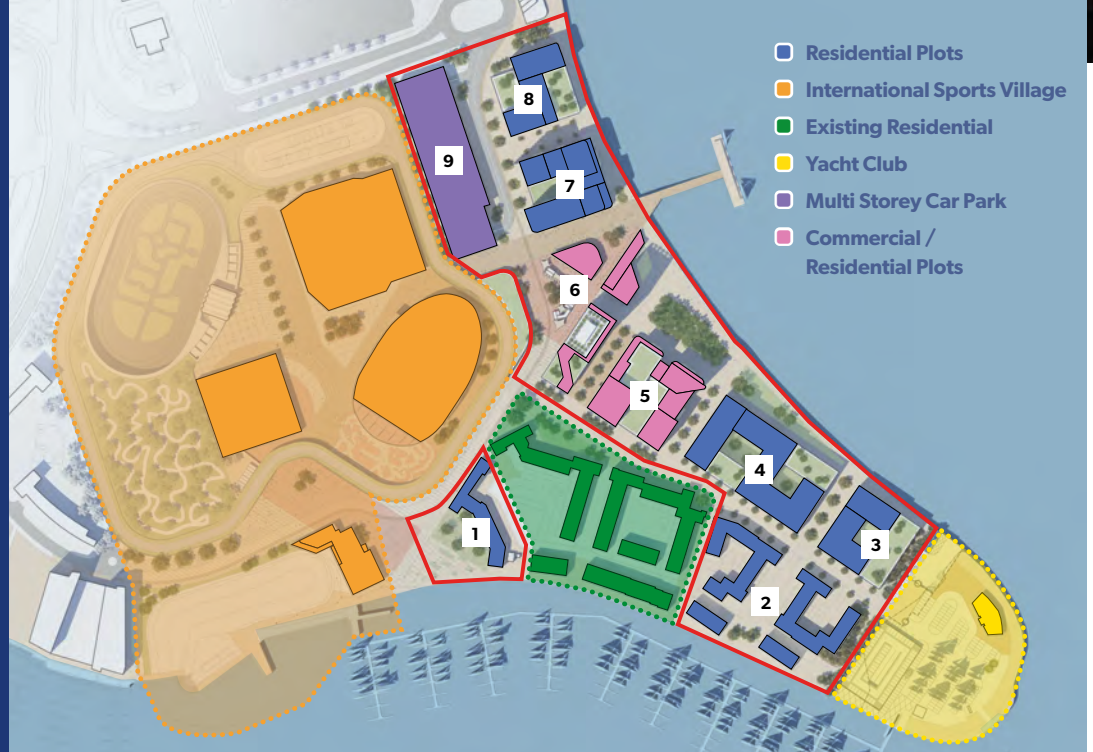 Residential Plots
International Sports Village
Existing Residential
Yacht Club
Multi Storey Car Park
Commercial /
Residential Plots
8
9
7
6
5
4
1
3
2